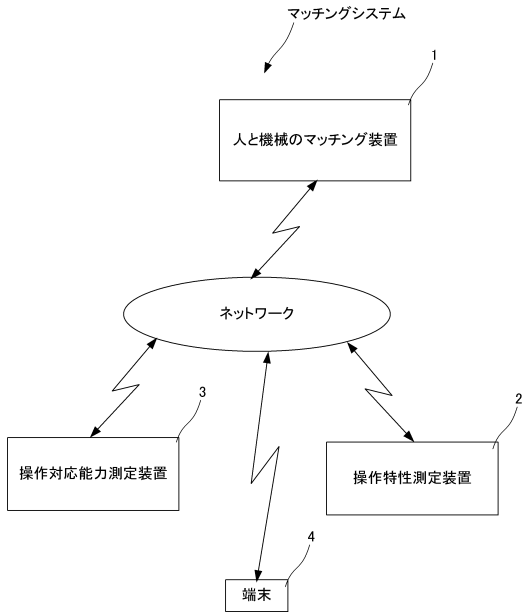 マッチングシステム
1
人と機械のマッチング装置
ネットワーク
3
操作対応能力測定装置
2
操作特性測定装置
4
端末